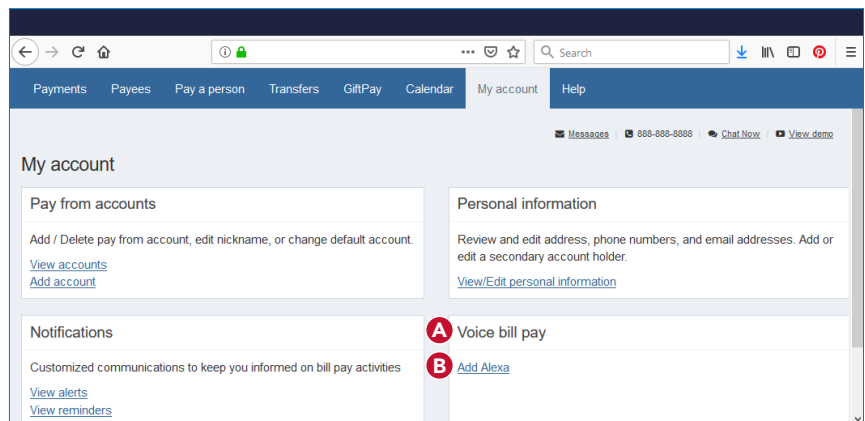 Search
Payments Payees Pay a person Transfers GiftPay Calendar My account Help
Messages 888-888-8888 Chat Now View demo
My account
Pay from accounts
Add / Delete pay from account, edit nickname, or change default account.
View accounts
Add account
Personal information
Review and edit address, phone numbers, and email addresses. Add or
edit a secondary account holder.
View/Edit personal information
Notifications
Customized communications to keep you informed on bill pay activities
View alerts
View reminders
A Voice bill pay
B Add Alexa